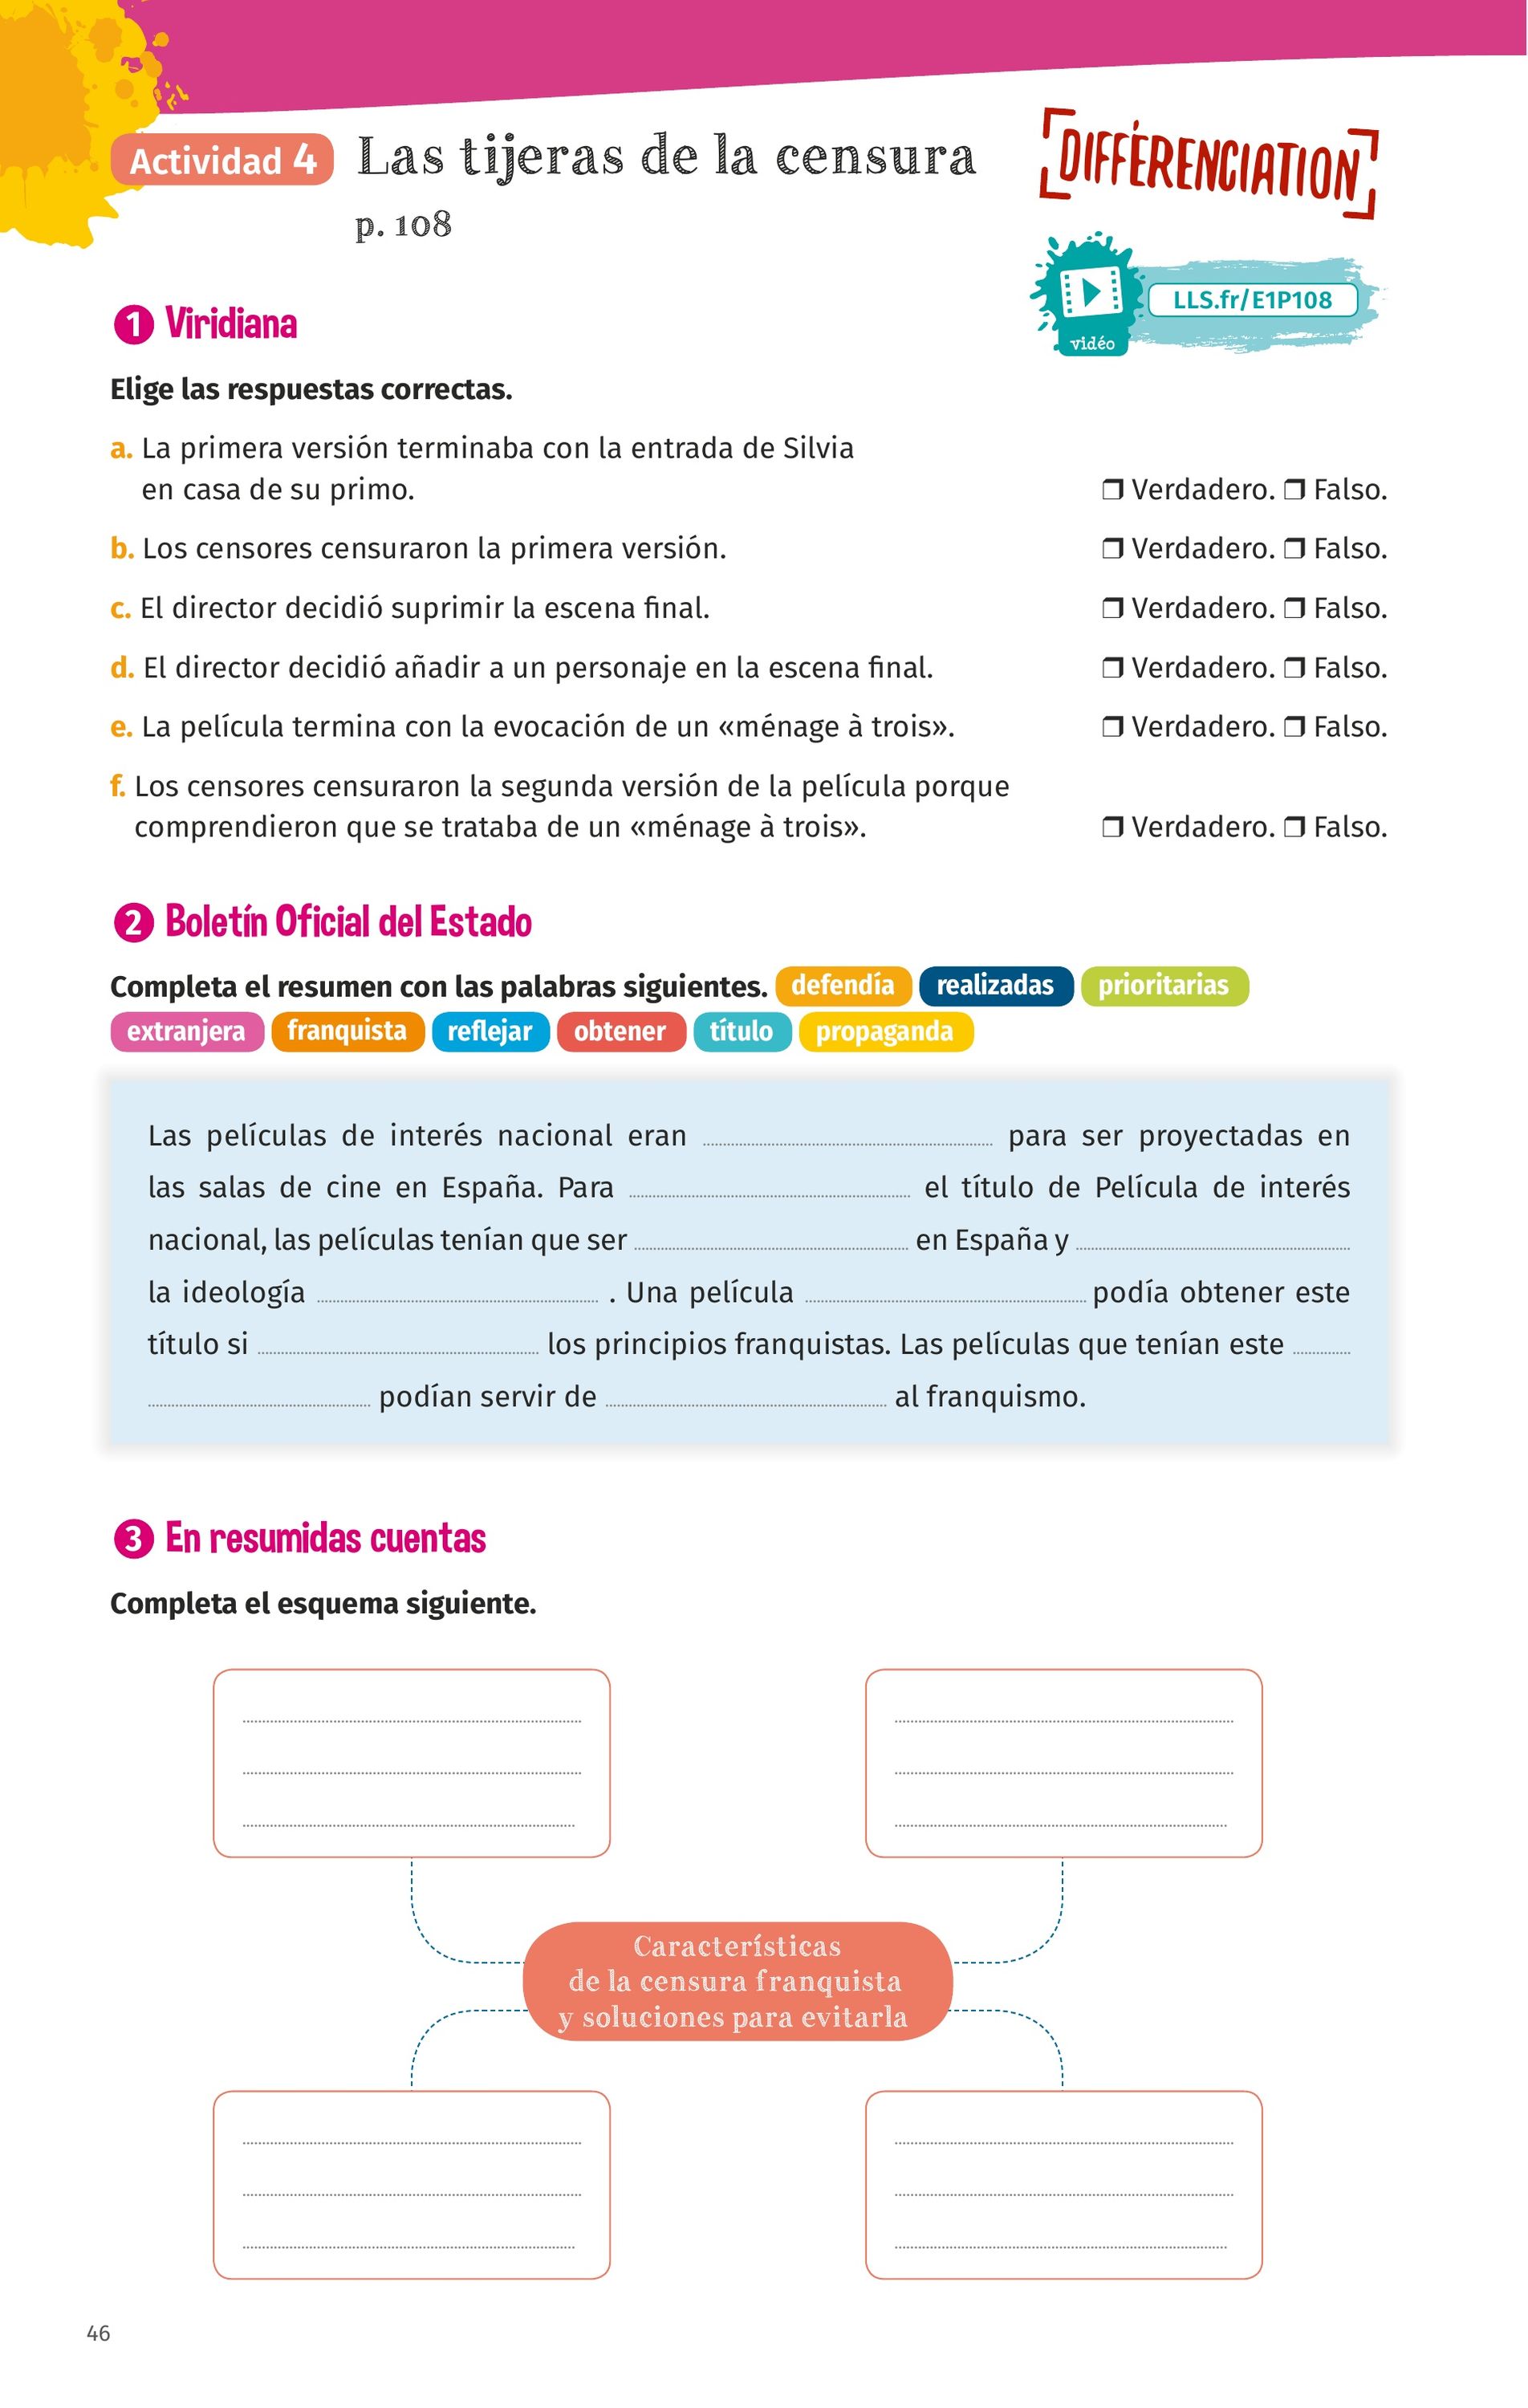 Actividad 4 Las tijeras de la censura
p. 108
DIFFÉRENCIATION
vidéo
LLS.fr/E1P108
1 Viridiana
Elige las respuestas correctas.
a. La primera versión terminaba con la entrada de Silvia
en casa de su primo. ❒ Verdadero. ❒ Falso.
b. Los censores censuraron la primera versión. ❒ Verdadero. ❒ Falso.
c. El director decidió suprimir la escena final. ❒ Verdadero. ❒ Falso.
d. El director decidió añadir a un personaje en la escena final. ❒ Verdadero. ❒ Falso.
e. La película termina con la evocación de un «ménage à trois». ❒ Verdadero. ❒ Falso.
f. Los censores censuraron la segunda versión de la película porque
comprendieron que se trataba de un «ménage à trois». ❒ Verdadero. ❒ Falso.
2 Boletín Oficial del Estado
Completa el resumen con las palabras siguientes. defendía realizadas prioritarias
extranjera franquista reflejar obtener título propaganda
Las películas de interés nacional eran ........ para ser proyectadas en
las salas de cine en España. Para ........ el título de Película de interés
nacional, las películas tenían que ser ........ en España y ........
la ideología ........ . Una película ........ podía obtener este
título si ........ los principios franquistas. Las películas que tenían este ........
........ podían servir de ........ al franquismo.
3 En resumidas cuentas
Completa el esquema siguiente.
Características
de la censura franquista
y soluciones para evitarla
46